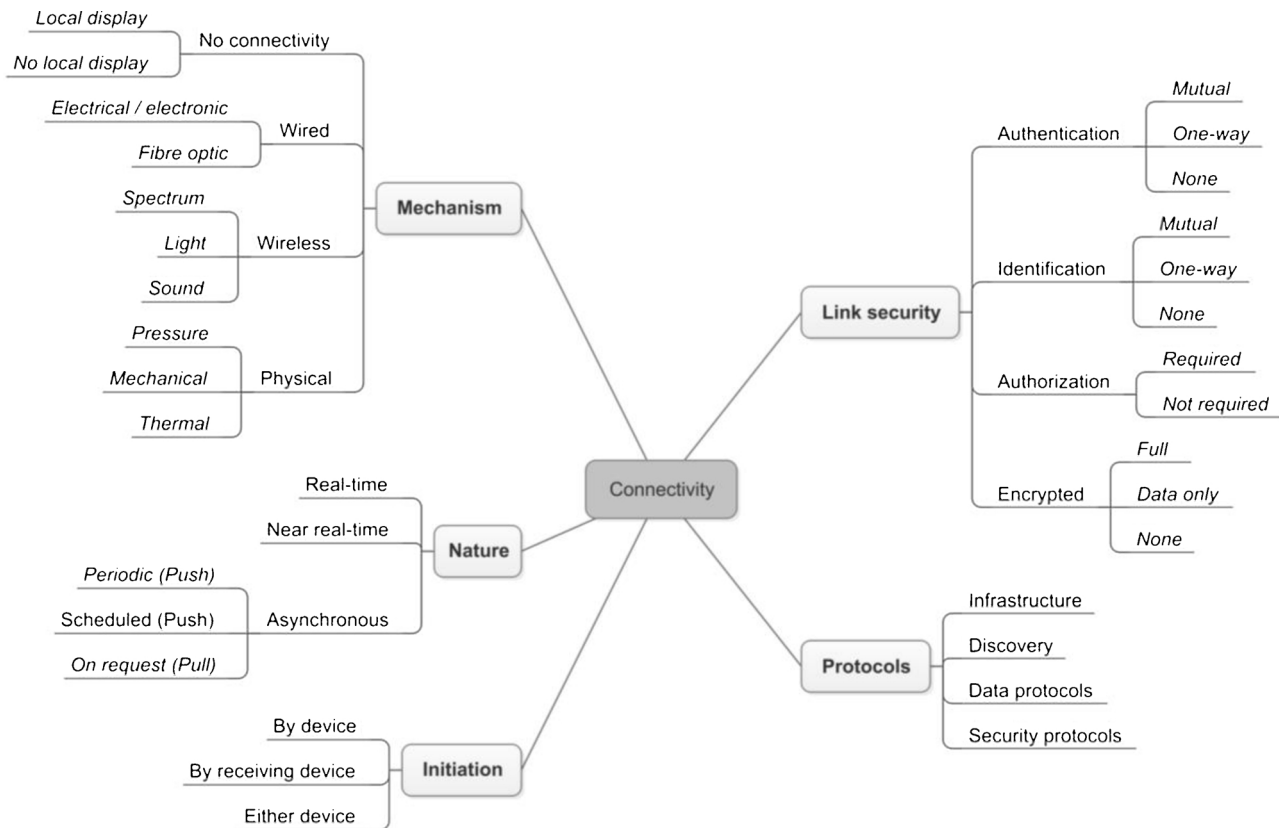 Local display
No local display
No connectivity
Electrical / electronic
Fibre optic
Wired
Spectrum
Light
Sound
Wireless
Pressure
Mechanical
Thermal
Physical
Mechanism
Real-time
Near real-time
Periodic (Push)
Scheduled (Push)
On request (Pull)
Asynchronous
Nature
By device
By receiving device
Either device
Initiation
Connectivity
Link security
Authentication
Mutual
One-way
None
Identification
Mutual
One-way
None
Authorization
Required
Not required
Encrypted
Full
Data only
None
Protocols
Infrastructure
Discovery
Data protocols
Security protocols